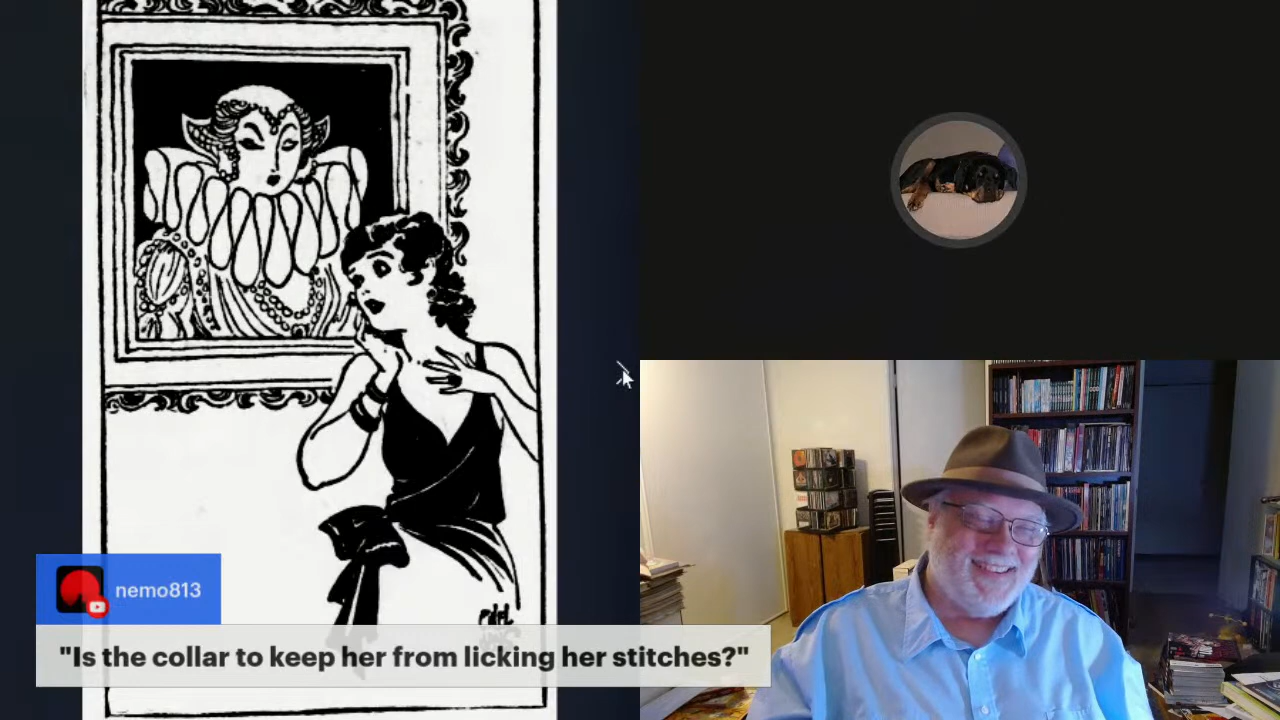 nemo813
"Is the collar to keep her from licking her stitches?"